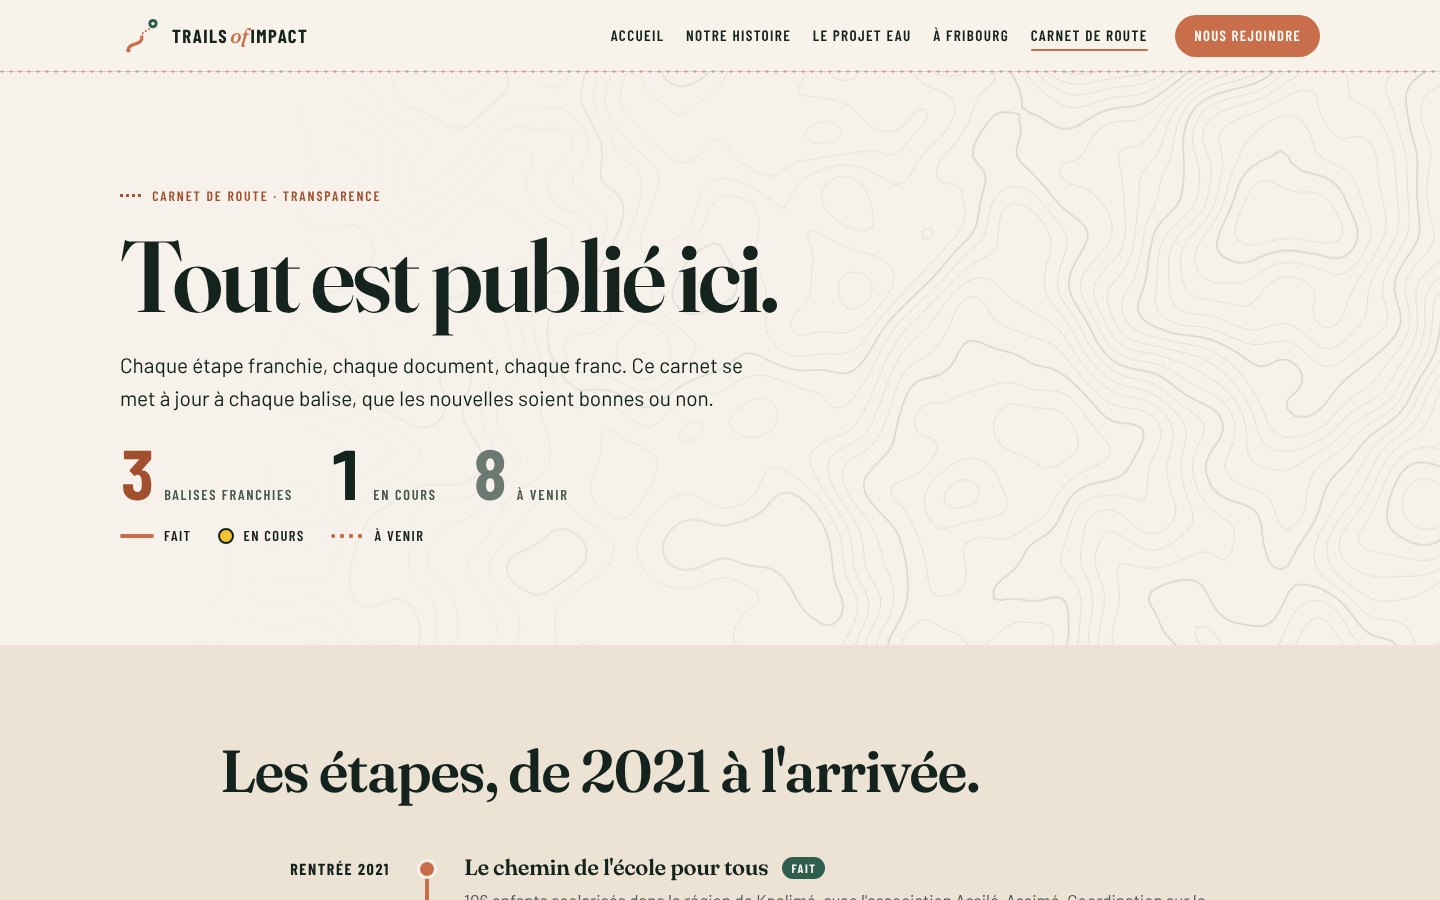 TRAILS of IMPACT
ACCUEIL
NOTRE HISTOIRE
LE PROJET EAU
À FRIBOURG
CARNET DE ROUTE
NOUS REJOINDRE
CARNET DE ROUTE · TRANSPARENCE
Tout est publié ici.
Chaque étape franchie, chaque document, chaque franc. Ce carnet se
met à jour à chaque balise, que les nouvelles soient bonnes ou non.
3 BALISES FRANCHIES
1 EN COURS
8 À VENIR
FAIT
EN COURS
À VENIR
Les étapes, de 2021 à l'arrivée.
RENTRÉE 2021
Le chemin de l'école pour tous
FAIT